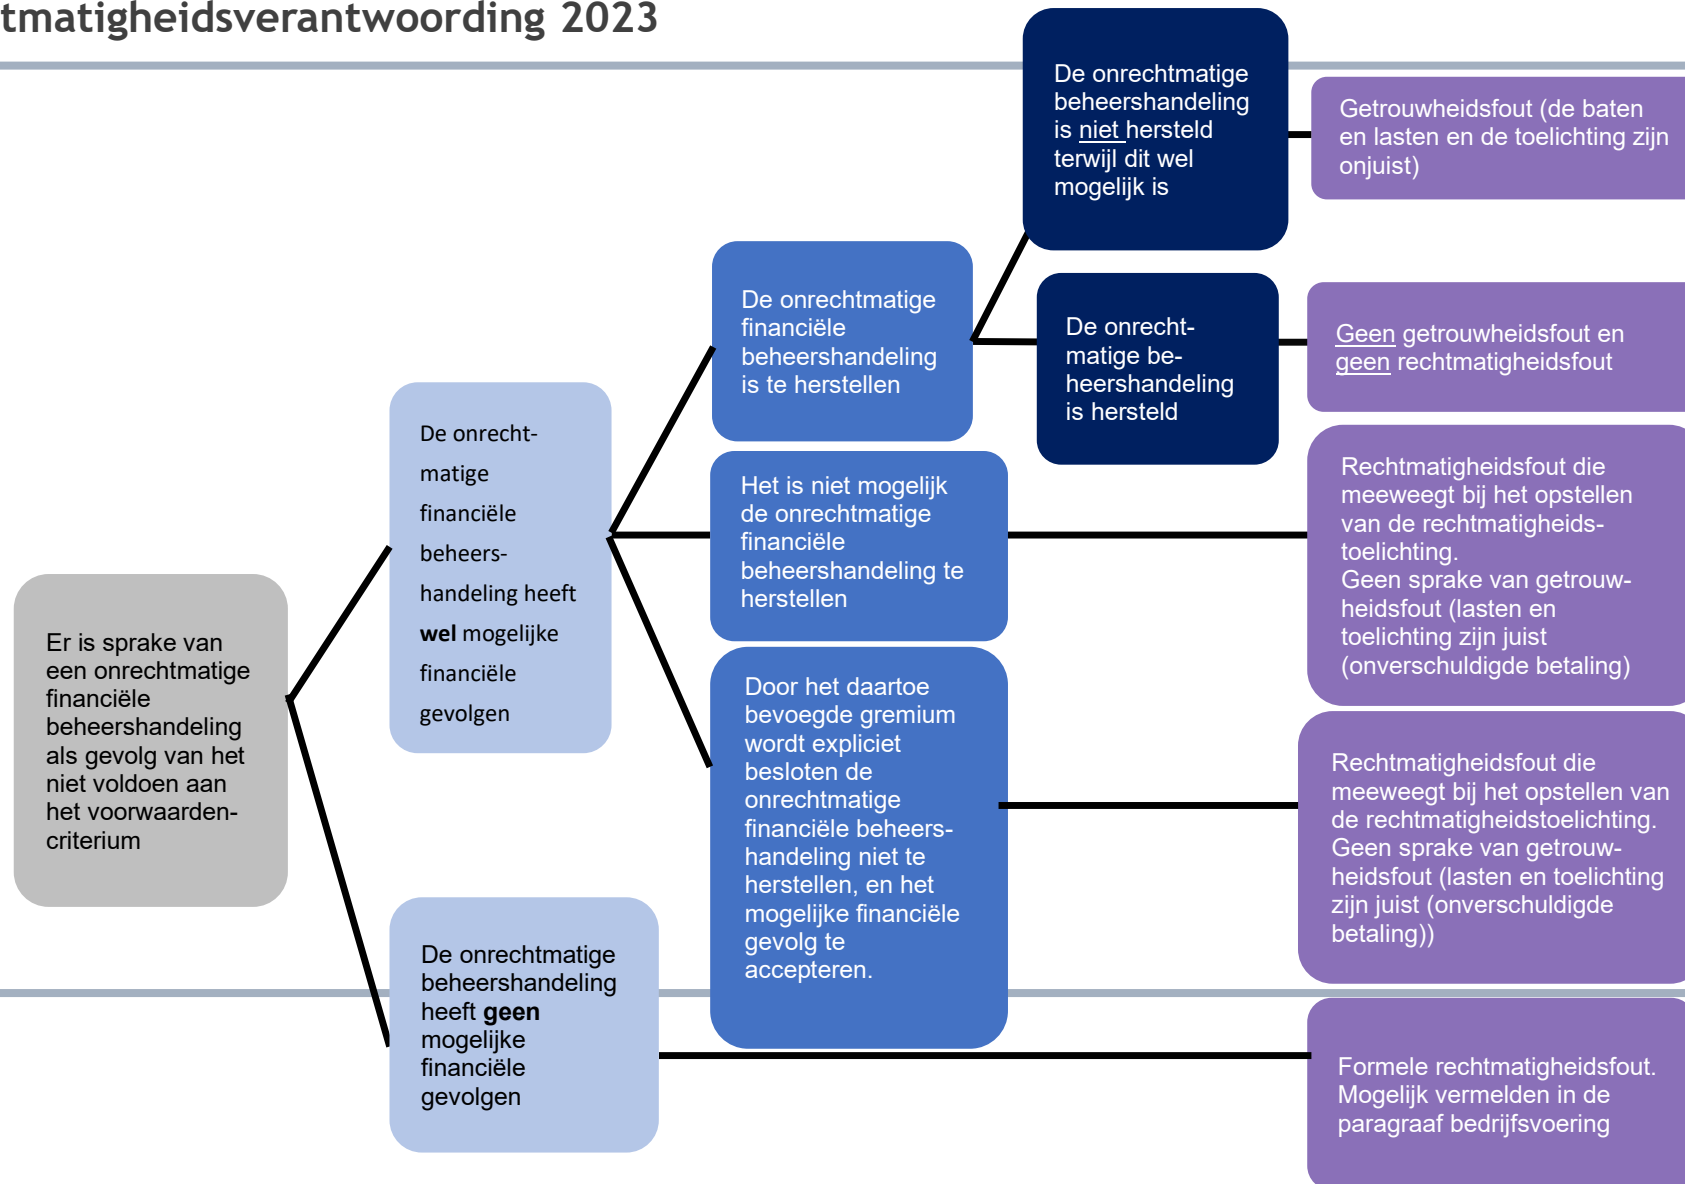 tmatigheidsverantwoording 2023
De onrechtmatige
beheershandeling
is niet hersteld
terwijl dit wel
mogelijk is
Getrouwheidsfout (de baten
en lasten en de toelichting zijn
onjuist)
De onrechtmatige
financiële
beheershandeling
is te herstellen
De onrecht-
matige be-
heershandeling
is hersteld
Geen getrouwheidsfout en
geen rechtmatigheidsfout
De onrecht-
matige
financiële
beheers-
handeling heeft
wel mogelijke
financiële
gevolgen
Het is niet mogelijk
de onrechtmatige
financiële
beheershandeling te
herstellen
Rechtmatigheidsfout die
meeweegt bij het opstellen
van de rechtmatigheids-
toelichting.
Geen sprake van getrouw-
heidsfout (lasten en
toelichting zijn juist
(onverschuldigde betaling)
Er is sprake van
een onrechtmatige
financiële
beheershandeling
als gevolg van het
niet voldoen aan
het voorwaarden-
criterium
Door het daartoe
bevoegde gremium
wordt expliciet
besloten de
onrechtmatige
financiële beheers-
handeling niet te
herstellen, en het
mogelijke financiële
gevolg te
accepteren.
Rechtmatigheidsfout die
meeweegt bij het opstellen van
de rechtmatigheidstoelichting.
Geen sprake van getrouw-
heidsfout (lasten en toelichting
zijn juist (onverschuldigde
betaling))
De onrechtmatige
beheershandeling
heeft geen
mogelijke
financiële
gevolgen
Formele rechtmatigheidsfout.
Mogelijk vermelden in de
paragraaf bedrijfsvoering